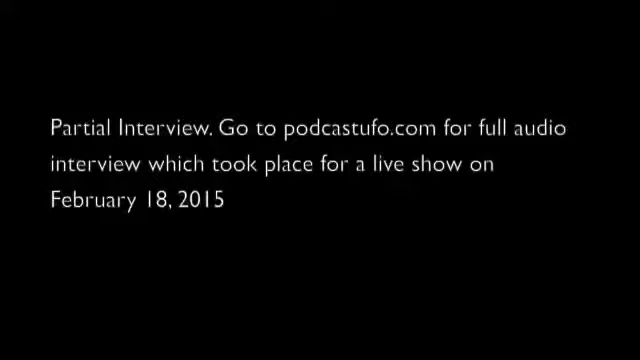 Partial Interview. Go to podcastufo.com for full audio
interview which took place for a live show on
February 18, 2015